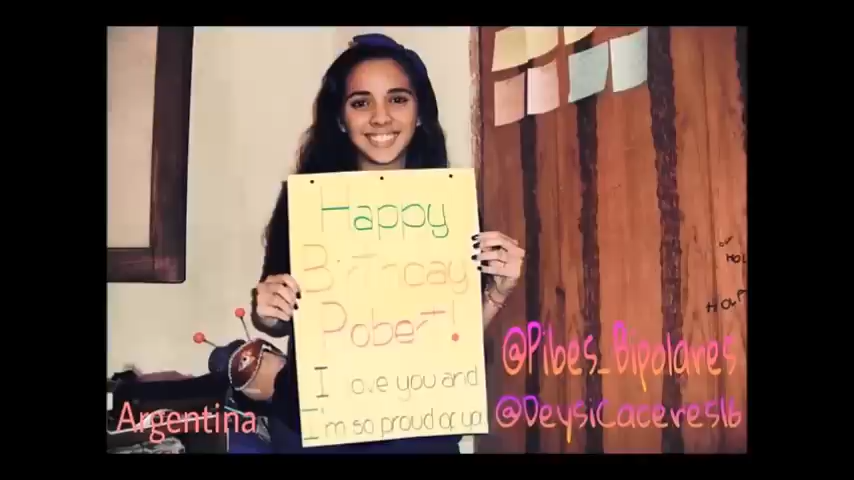 Happy
Birthday
Robert!
I love you and
I'm so proud of you
@Pibes_Bipolares
@DeysiCaceres16
Argentina